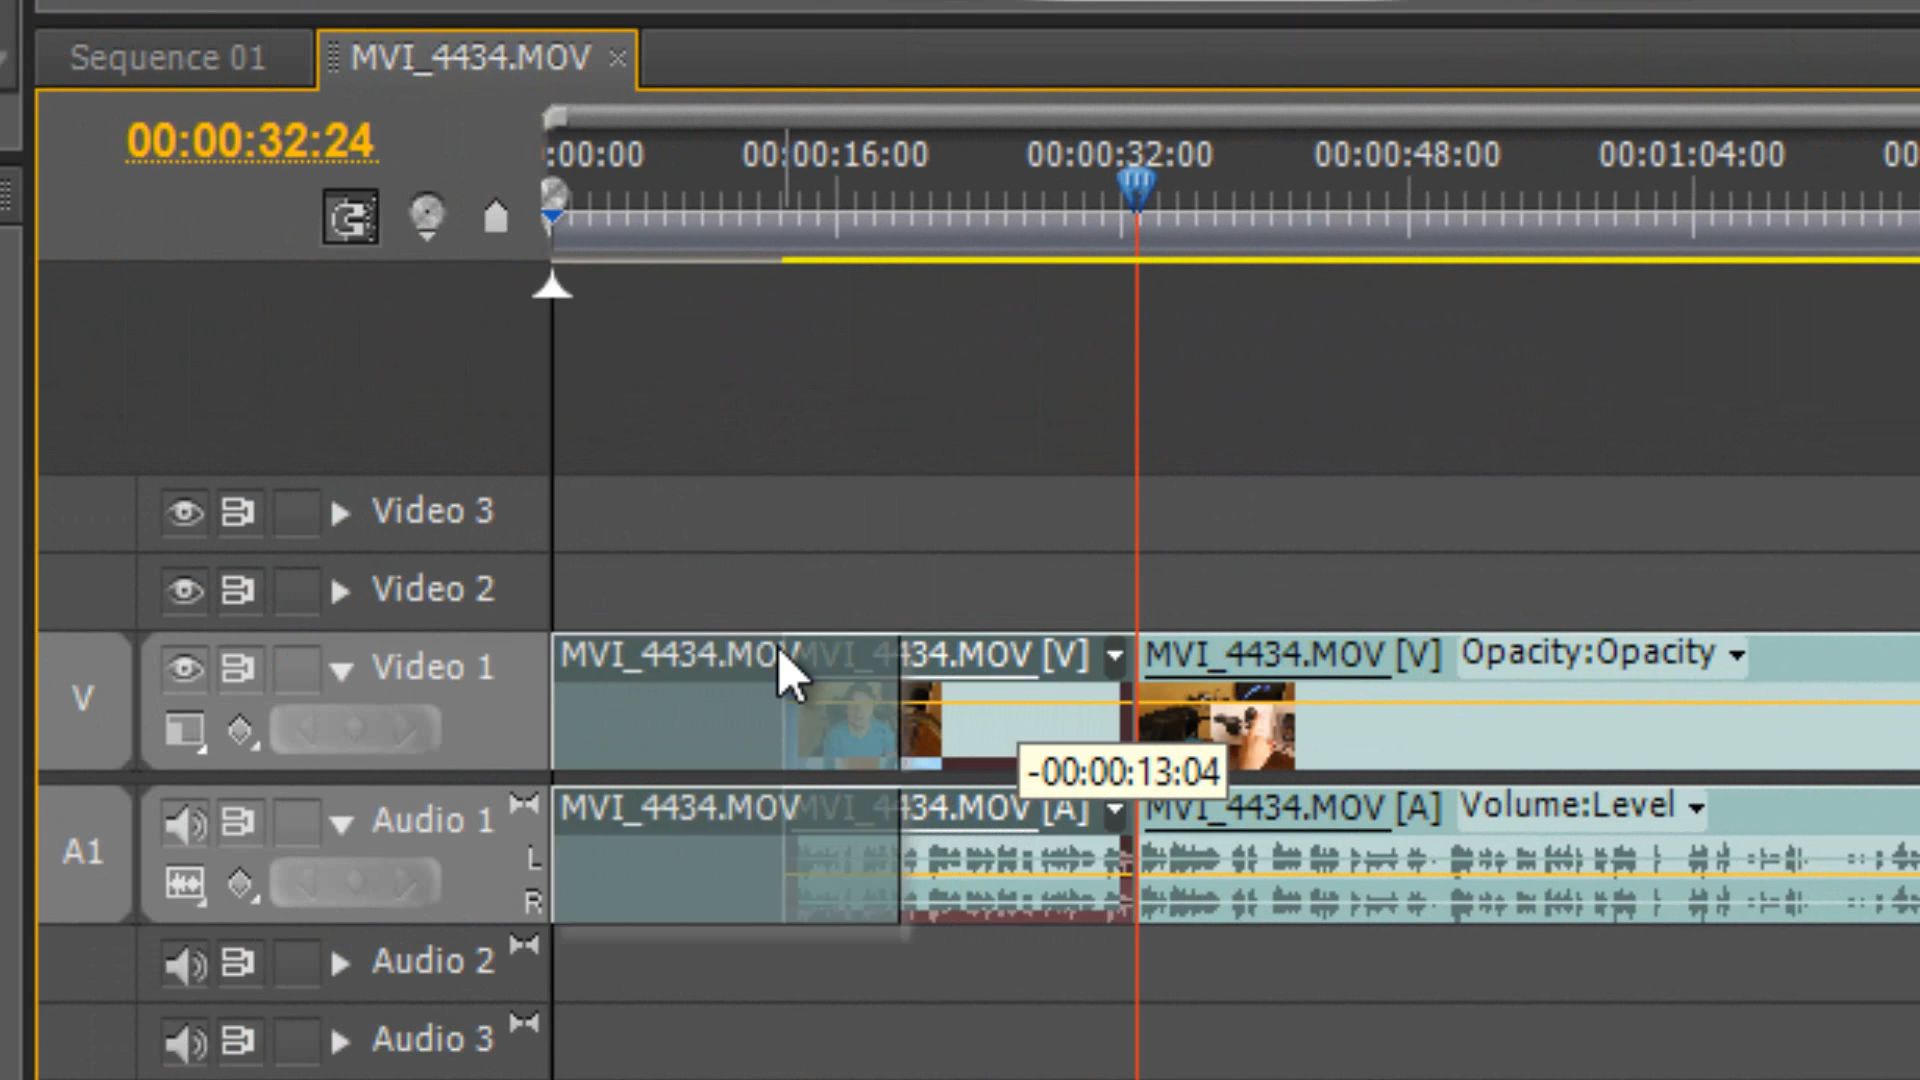 Sequence 01
MVI_4434.MOV
00:00:32:24
:00:00 00:00:16:00 00:00:32:00 00:00:48:00 00:01:04:00 00
Video 3
Video 2
V
Video 1
MVI_4434.MOV MVI_4434.MOV [V] MVI_4434.MOV [V] Opacity:Opacity
-00:00:13:04
A1
Audio 1
L
R
MVI_4434.MOV MVI_4434.MOV [A] MVI_4434.MOV [A] Volume:Level
Audio 2
Audio 3